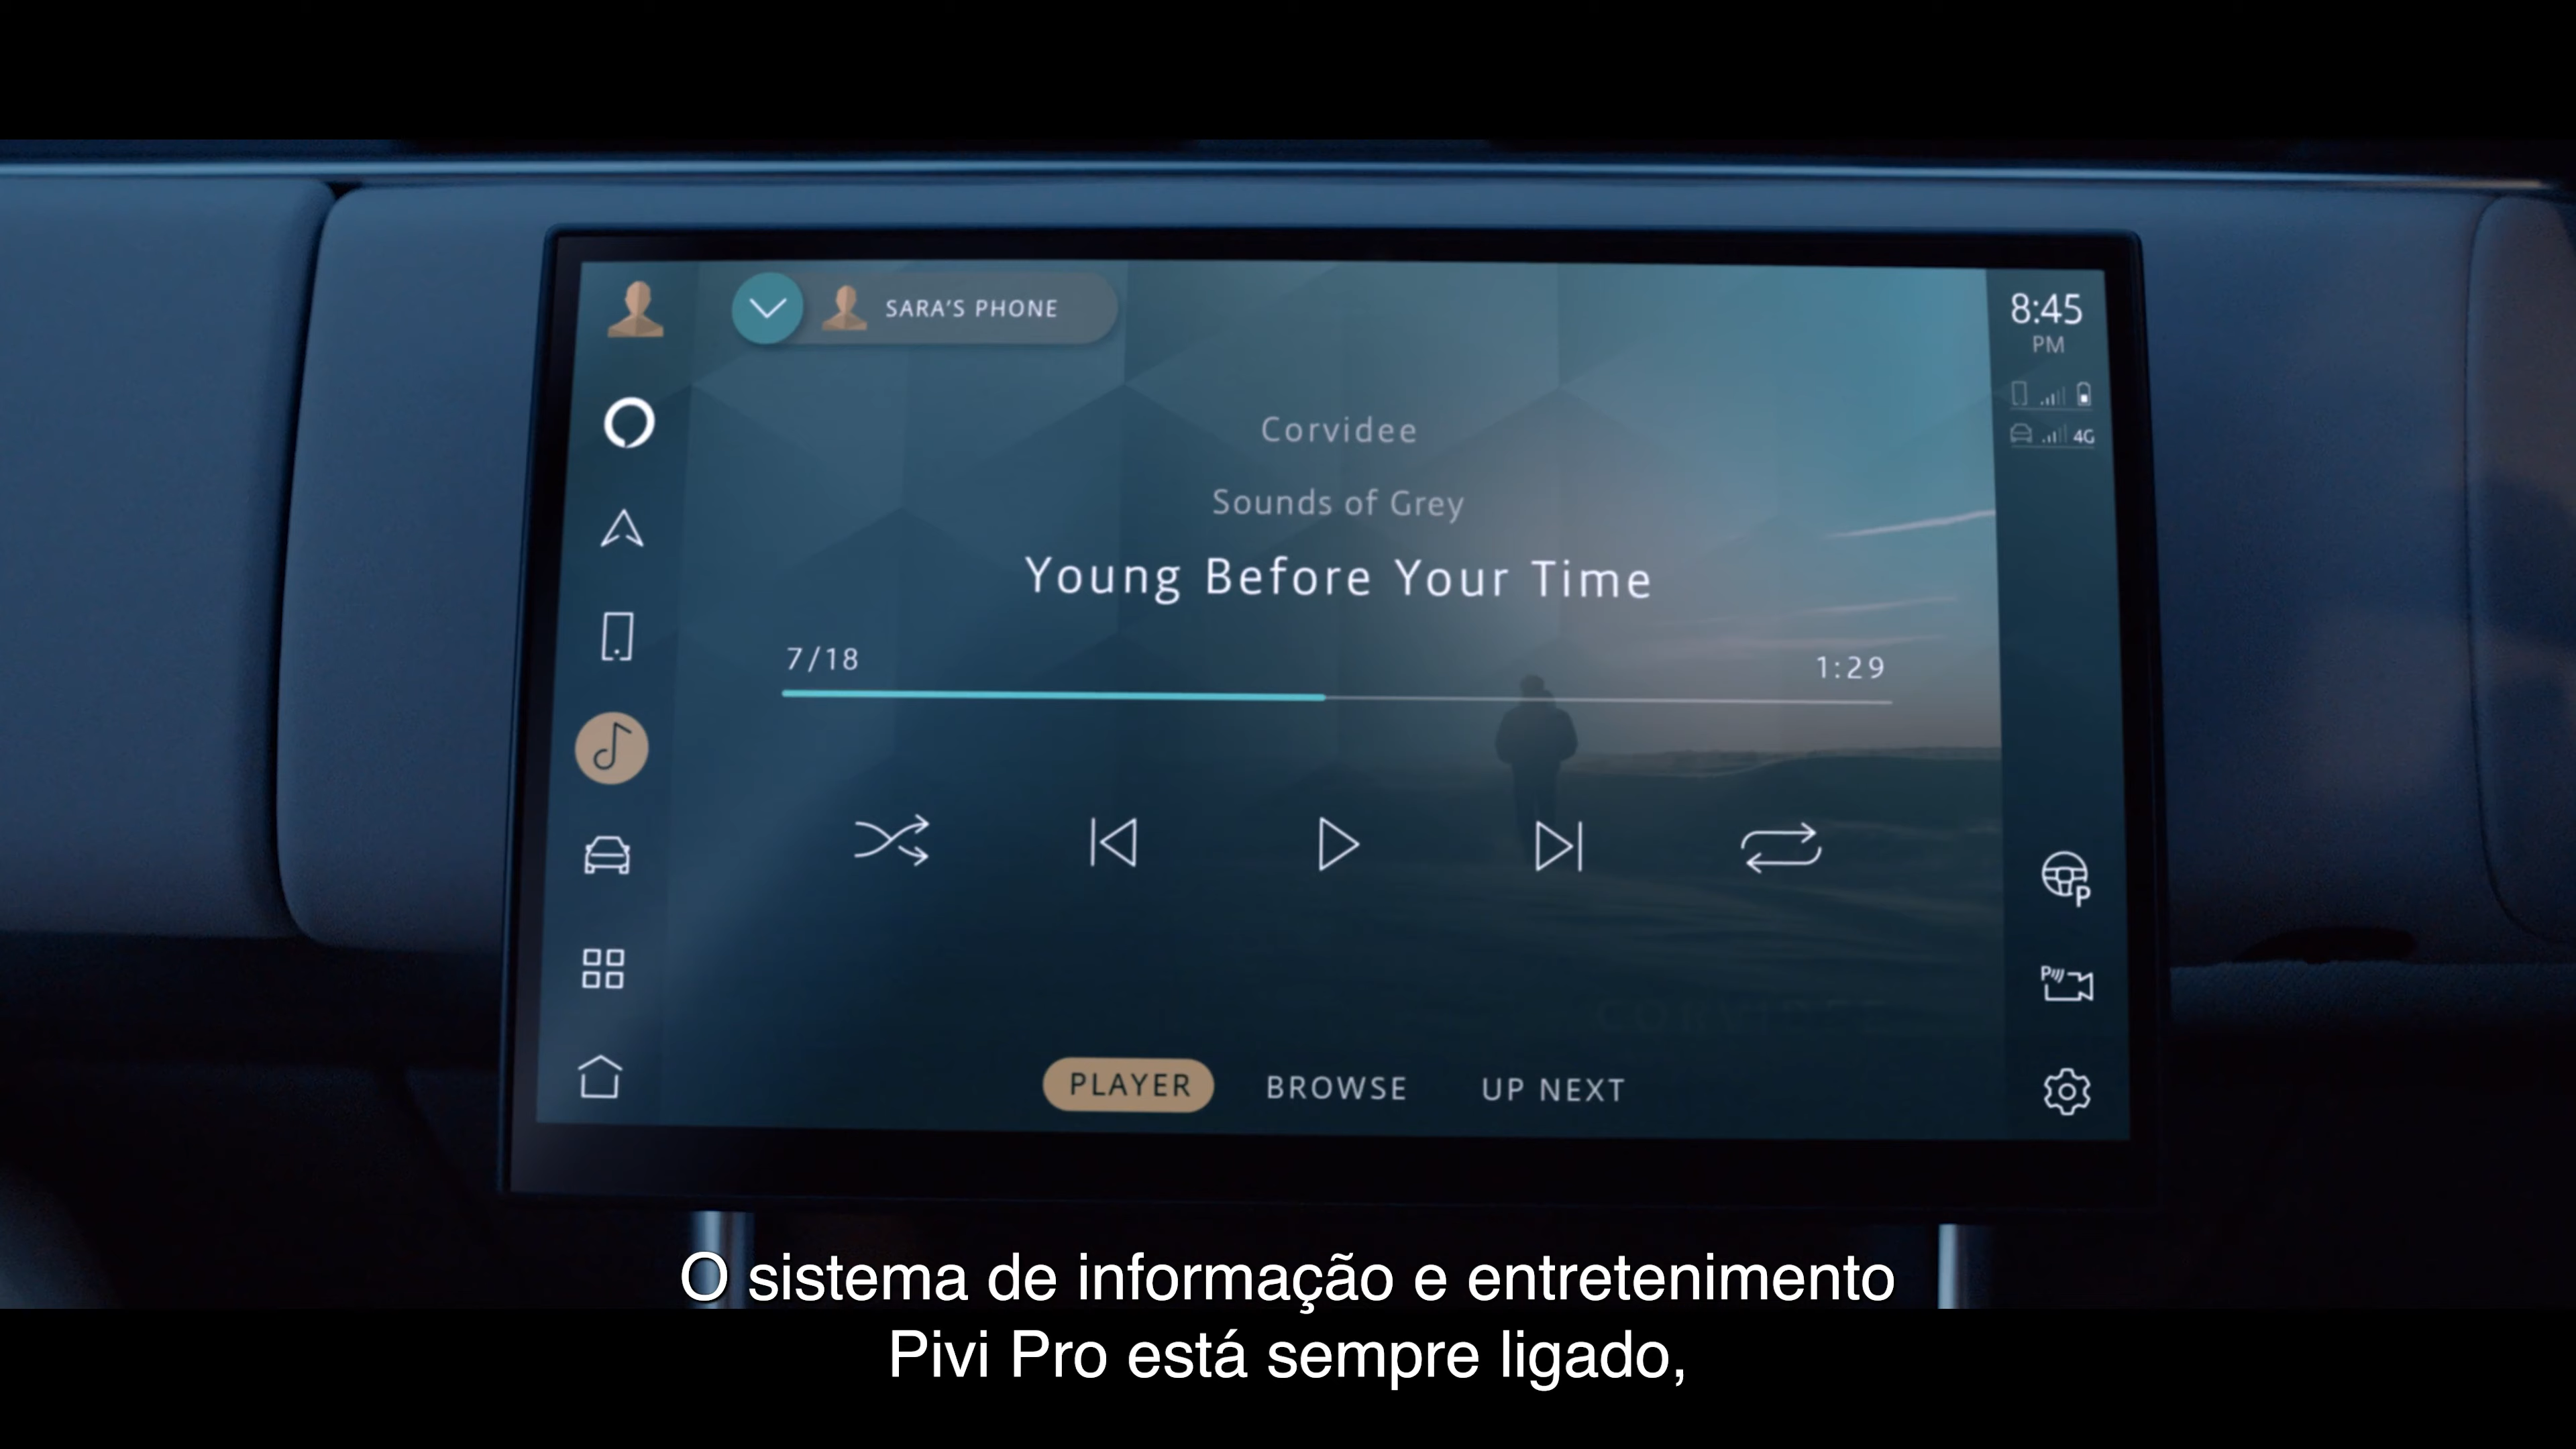 SARA'S PHONE
8:45
PM
4G
Corvidee
Sounds of Grey
Young Before Your Time
7/18
1:29
P
P
PLAYER
BROWSE
UP NEXT
O sistema de informação e entretenimento
Pivi Pro está sempre ligado,